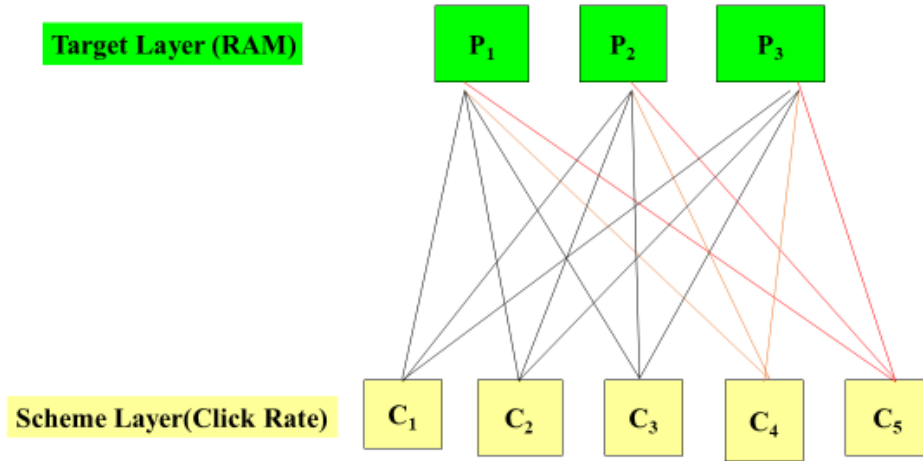 Target Layer (RAM)
P₁ P₂ P₃
Scheme Layer(Click Rate)
C₁ C₂ C₃ C₄ C₅